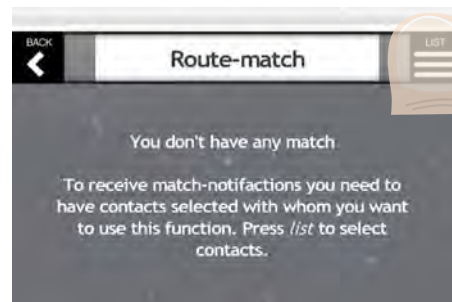 BACK
Route-match
LIST
You don't have any match
To receive match-notifactions you need to
have contacts selected with whom you want
to use this function. Press list to select
contacts.